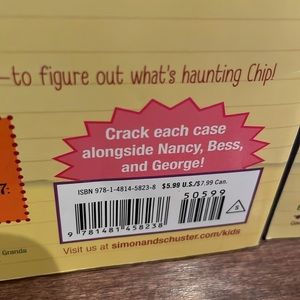 —to figure out what's haunting Chip!
Crack each case
alongside Nancy, Bess,
and George!
7:
ISBN 978-1-4814-5823-8
$5.99 U.S./$7.99 Can.
50599
9 781481 458238
S
Granda
Visit us at simonandschuster.com/kids